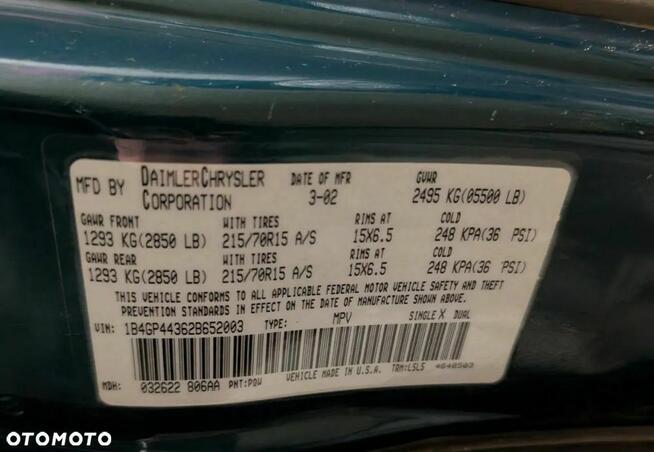 MFD BY DAIMLERCHRYSLER CORPORATION DATE OF MFR 3-02 GVWR 2495 KG(05500 LB)
GAWR FRONT WITH TIRES RIMS AT COLD
1293 KG(2850 LB) 215/70R15 A/S 15X6.5 248 KPA(36 PSI)
GAWR REAR WITH TIRES RIMS AT COLD
1293 KG(2850 LB) 215/70R15 A/S 15X6.5 248 KPA(36 PSI)
THIS VEHICLE CONFORMS TO ALL APPLICABLE FEDERAL MOTOR VEHICLE SAFETY AND THEFT
PREVENTION STANDARDS IN EFFECT ON THE DATE OF MANUFACTURE SHOWN ABOVE.
VIN: 1B4GP44362B652003 TYPE: MPV SINGLE X DUAL
MDH: 032622 806AA PNT:PQW VEHICLE MADE IN U.S.A. TRM:L5L5 4648503
OTOMOTO